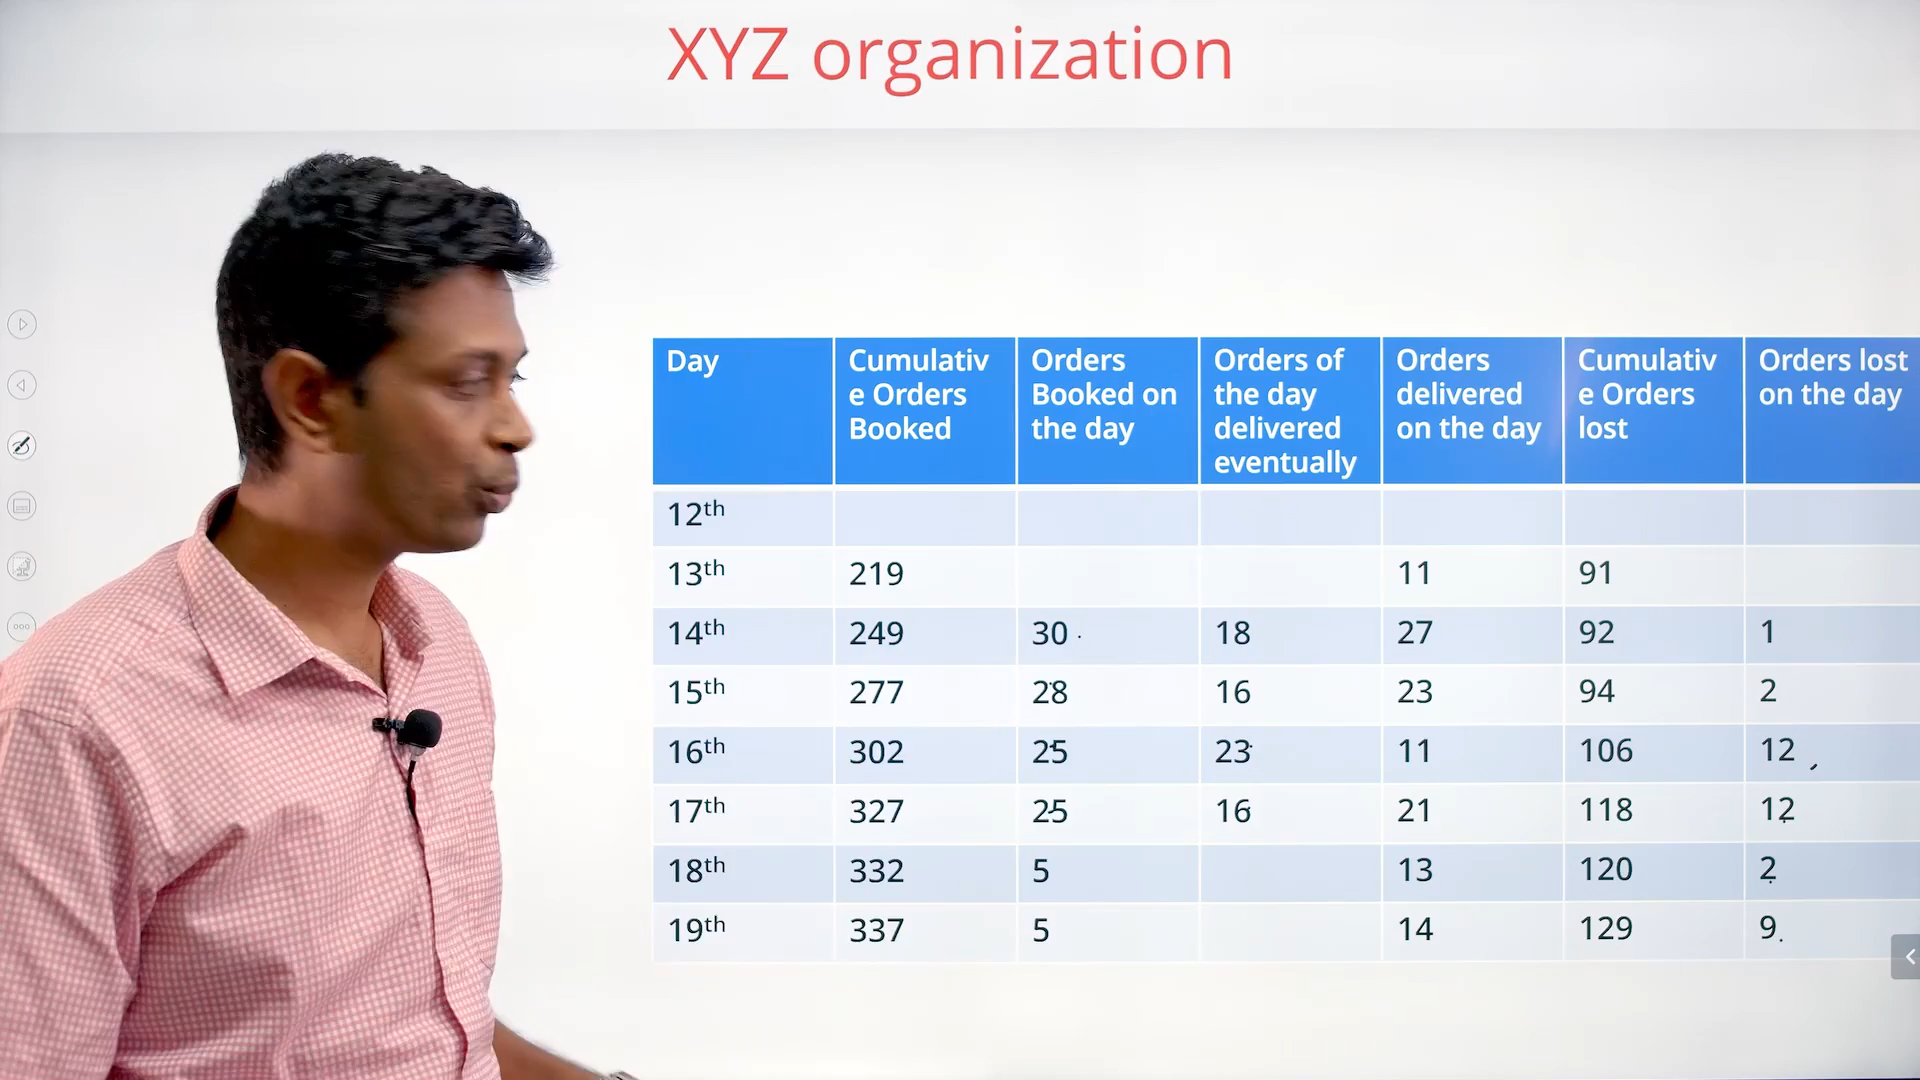 XYZ organization
Day
Cumulativ
e Orders
Booked
Orders
Booked on
the day
Orders of
the day
delivered
eventually
Orders
delivered
on the day
Cumulativ
e Orders
lost
Orders lost
on the day
12th
13th 219 11 91
14th 249 30 18 27 92 1
15th 277 28 16 23 94 2
16th 302 25 23 11 106 12
17th 327 25 16 21 118 12
18th 332 5 13 120 2
19th 337 5 14 129 9